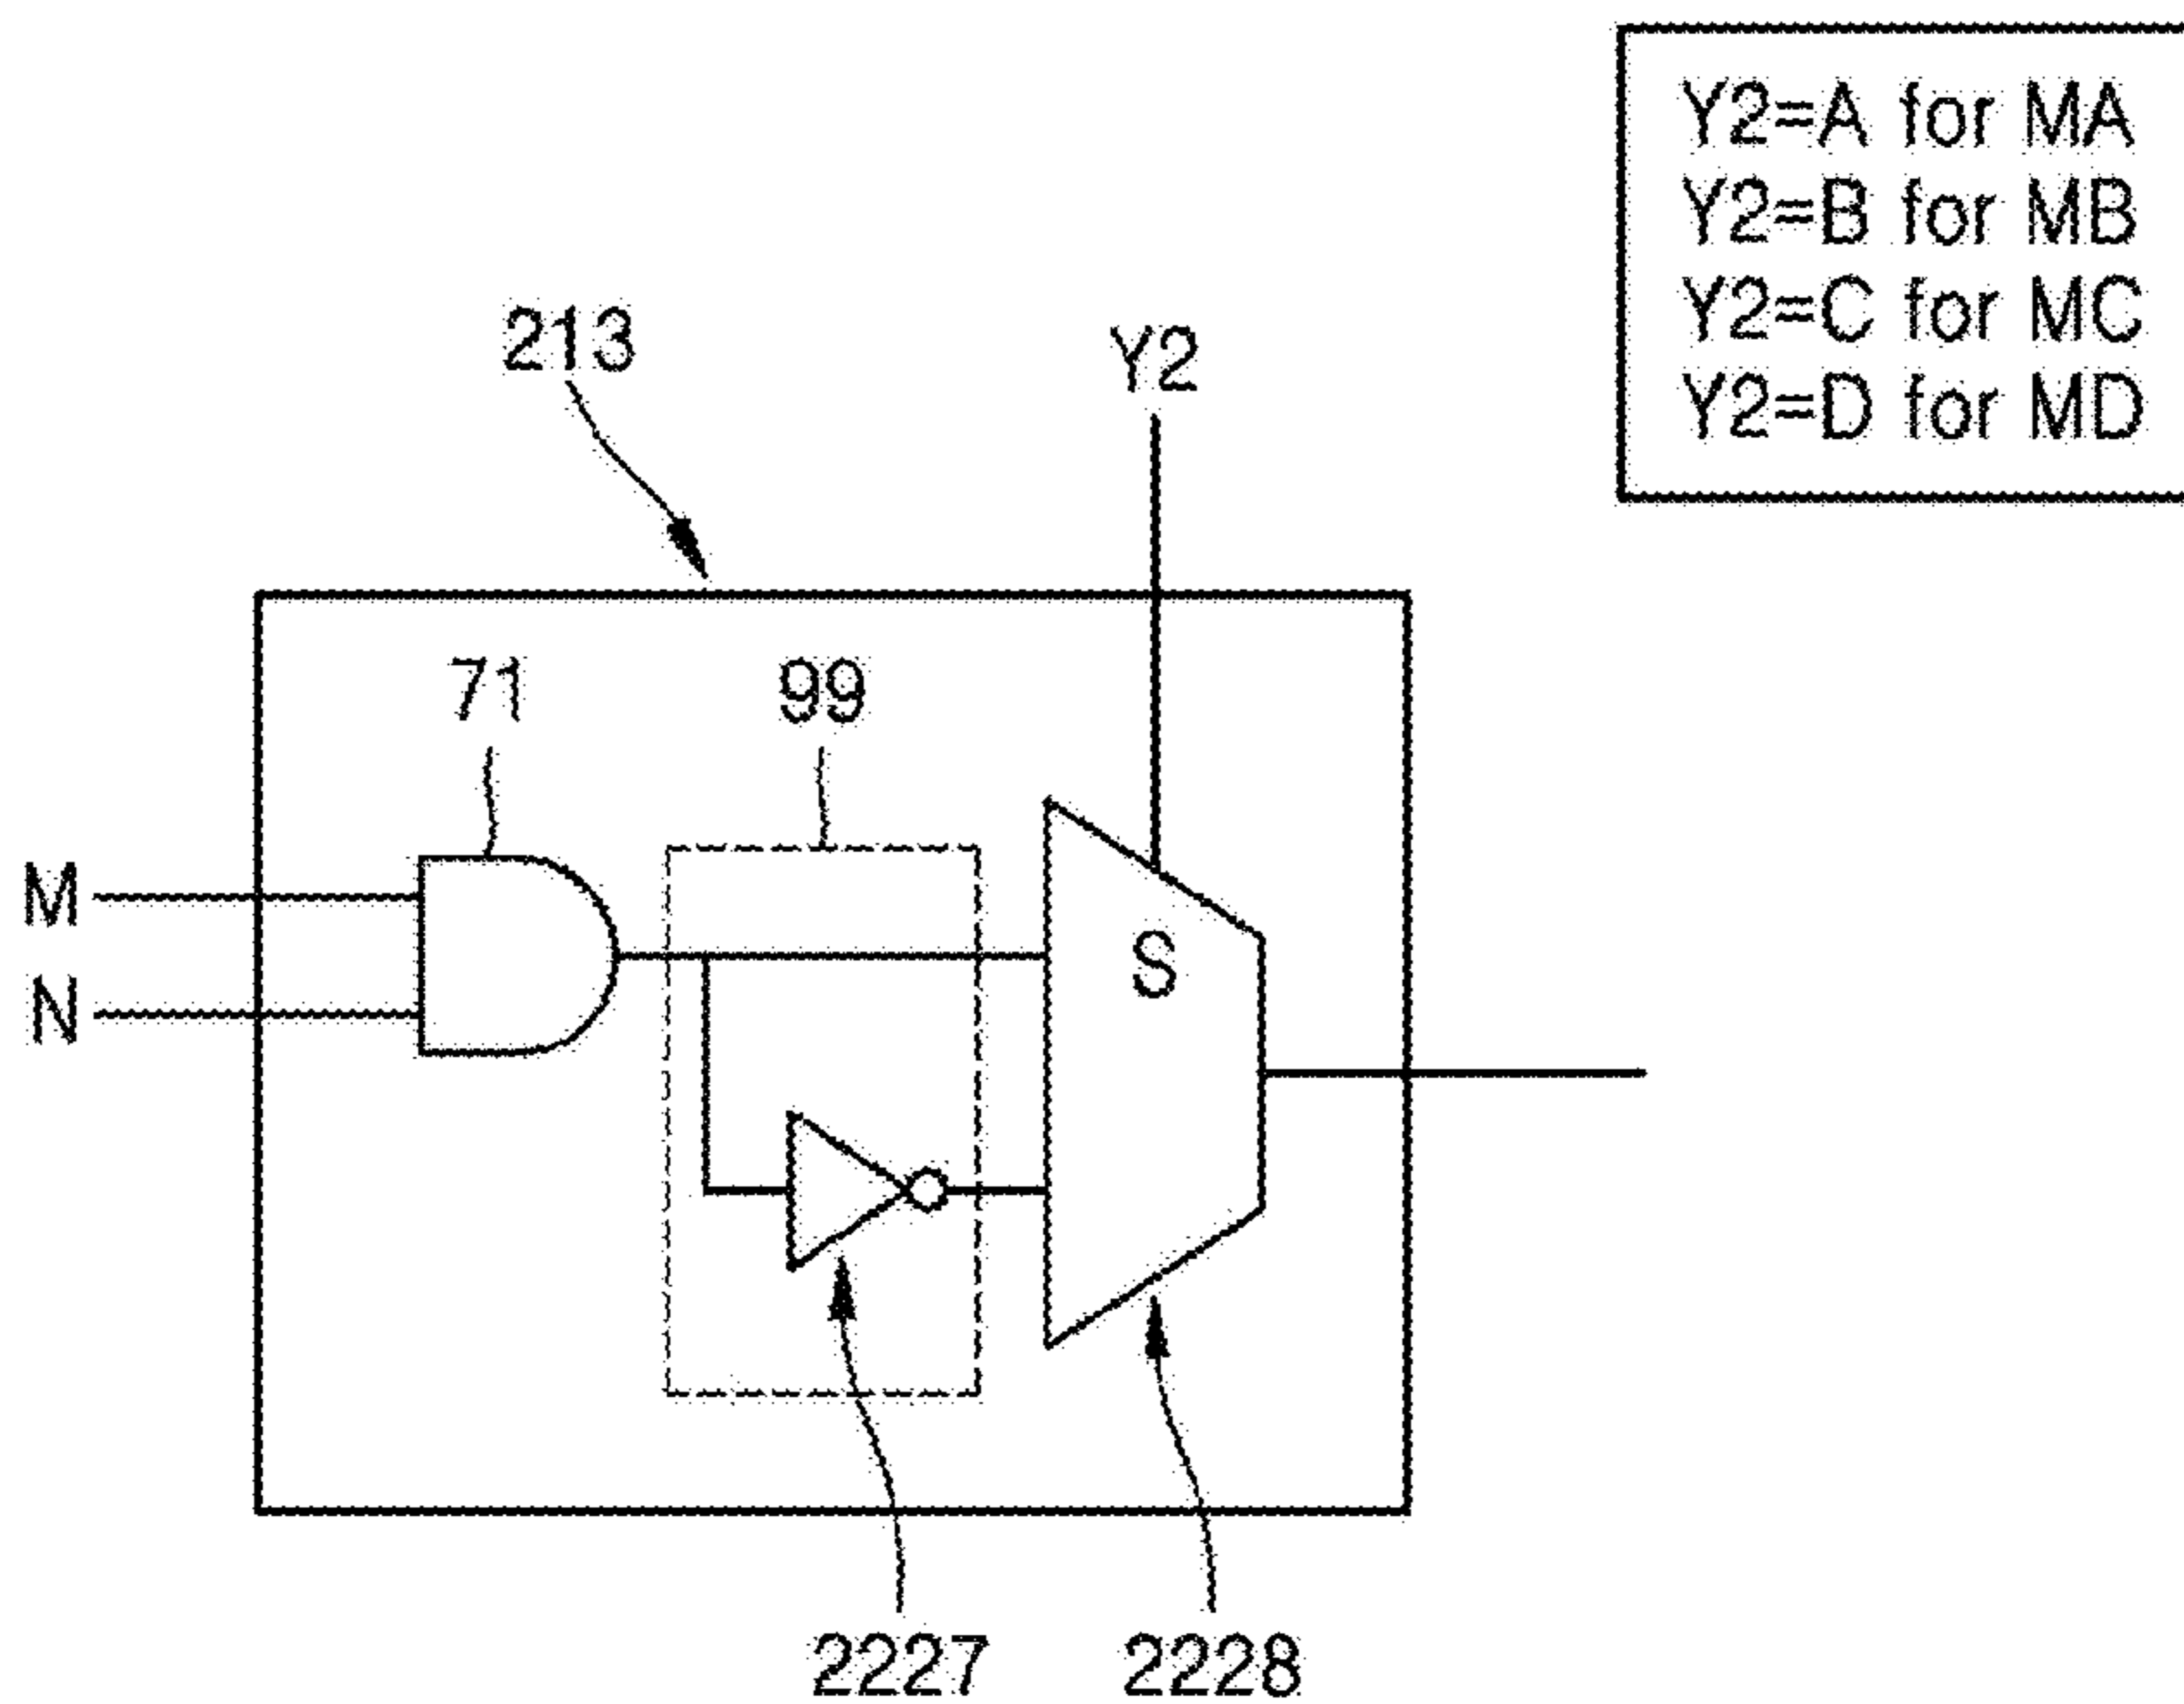 Y2=A for MA
Y2=B for MB
Y2=C for MC
Y2=D for MD
213
Y2
71
99
M
N
S
2227
2228